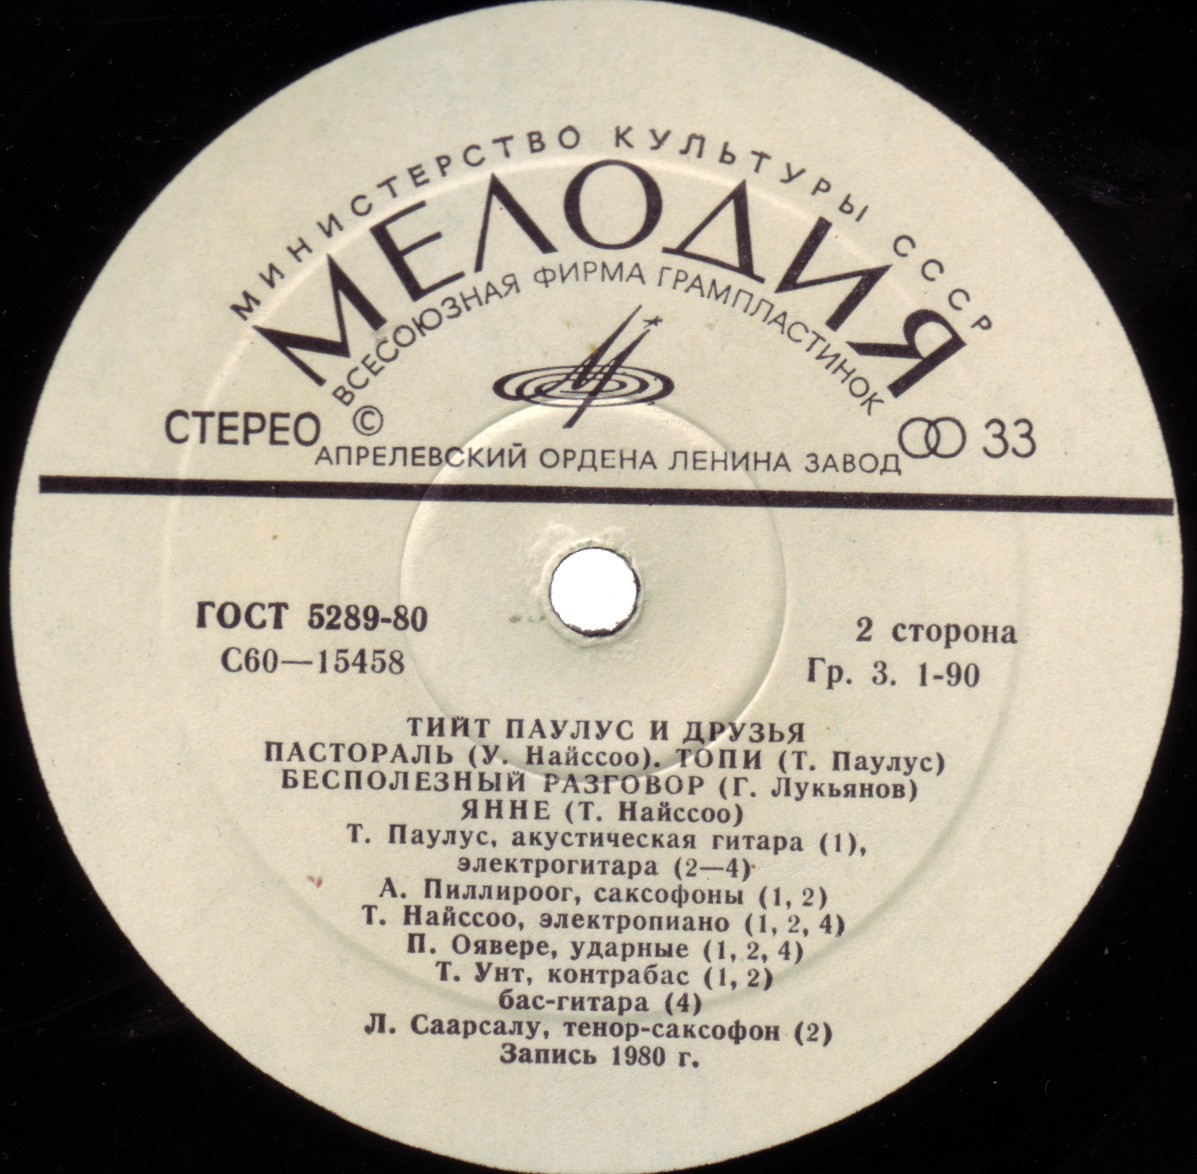 МИНИСТЕРСТВО КУЛЬТУРЫ СССР
МЕЛОДИЯ
ВСЕСОЮЗНАЯ ФИРМА ГРАМПЛАСТИНОК
СТЕРЕО © 33
АПРЕЛЕВСКИЙ ОРДЕНА ЛЕНИНА ЗАВОД
ГОСТ 5289-80
С60—15458
2 сторона
Гр. 3. 1-90
ТИЙТ ПАУЛУС И ДРУЗЬЯ
ПАСТОРАЛЬ (У. Найссоо). ТОПИ (Т. Паулус)
БЕСПОЛЕЗНЫЙ РАЗГОВОР (Г. Лукьянов)
ЯННЕ (Т. Найссоо)
Т. Паулус, акустическая гитара (1),
электрогитара (2—4)
А. Пиллироог, саксофоны (1, 2)
Т. Найссоо, электропиано (1, 2, 4)
П. Оявере, ударные (1, 2, 4)
Т. Унт, контрабас (1, 2)
бас-гитара (4)
Л. Саарсалу, тенор-саксофон (2)
Запись 1980 г.